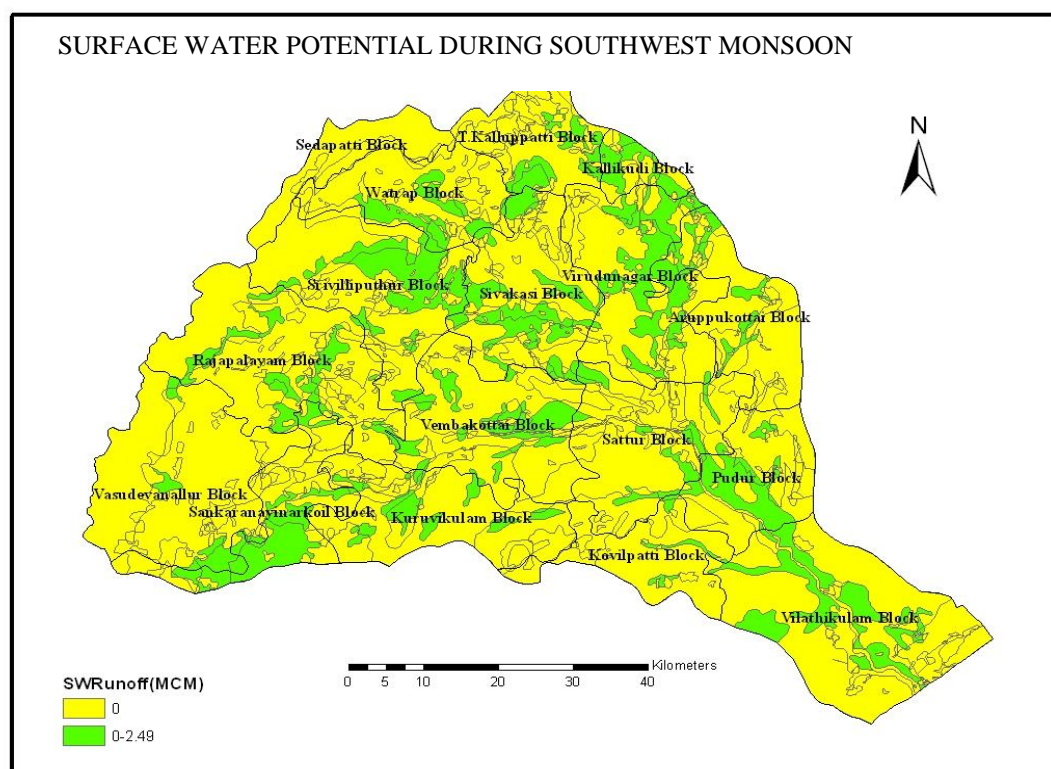 SURFACE WATER POTENTIAL DURING SOUTHWEST MONSOON
N
T.Kalluppatti Block
Sedapatti Block
Kallikudi Block
Watrap Block
Virudunagar Block
Srivilliputhur Block
Sivakasi Block
Aruppukottai Block
Rajapalayam Block
Vembakottai Block
Sattur Block
Pudur Block
Vasudevanallur Block
Sankaranayinarkoil Block
Kuruvikulam Block
Kovilpatti Block
Vilathikulam Block
Kilometers
0 5 10 20 30 40
SWRunoff(MCM)
0
0-2.49